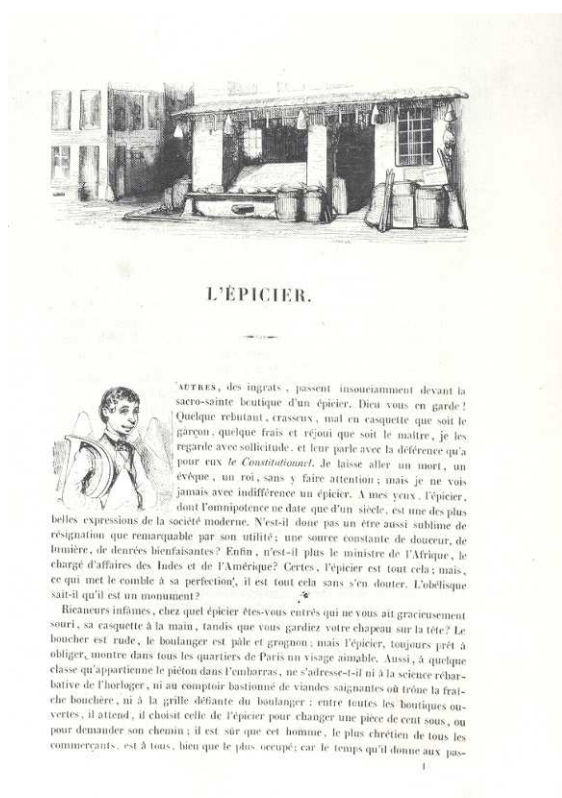 L'ÉPICIER.
AUTRES, des ingrats, passent insouciamment devant la
sacro-sainte boutique d'un épicier. Dieu vous en garde !
Quelque rebutant, crasseux, mal en casquette que soit le
garçon, quelque frais et réjoui que soit le maître, je les
regarde avec sollicitude, et leur parle avec la déférence qu'a
pour eux le Constitutionnel. Je laisse aller un mort, un
évêque, un roi, sans y faire attention ; mais je ne vois
jamais avec indifférence un épicier. A mes yeux, l'épicier,
dont l'omnipotence ne date que d'un siècle, est une des plus
belles expressions de la société moderne. N'est-il donc pas un être aussi sublime de
résignation que remarquable par son utilité ; une source constante de douceur, de
lumière, de denrées bienfaisantes ? Enfin, n'est-il plus le ministre de l'Afrique, le
chargé d'affaires des Indes et de l'Amérique ? Certes, l'épicier est tout cela ; mais,
ce qui met le comble à sa perfection, il est tout cela sans s'en douter. L'obélisque
sait-il qu'il est un monument ?
Ricaneurs infâmes, chez quel épicier êtes-vous entrés qui ne vous ait gracieusement
souri, sa casquette à la main, tandis que vous gardiez votre chapeau sur la tête ? Le
boucher est rude, le boulanger est pâle et grognon ; mais l'épicier, toujours prêt à
obliger, montre dans tous les quartiers de Paris un visage aimable. Aussi, à quelque
classe qu'appartienne le piéton dans l'embarras, ne s'adresse-t-il ni à la science rébar-
bative de l'horloger, ni au comptoir bastionné de viandes saignantes où trône la fraî-
che bouchère, ni à la grille défiante du boulanger : entre toutes les boutiques ou-
vertes, il attend, il choisit celle de l'épicier pour changer une pièce de cent sous, ou
pour demander son chemin ; il est sûr que cet homme, le plus chrétien de tous les
commerçants, est à tous, bien que le plus occupé ; car le temps qu'il donne aux pas-
1